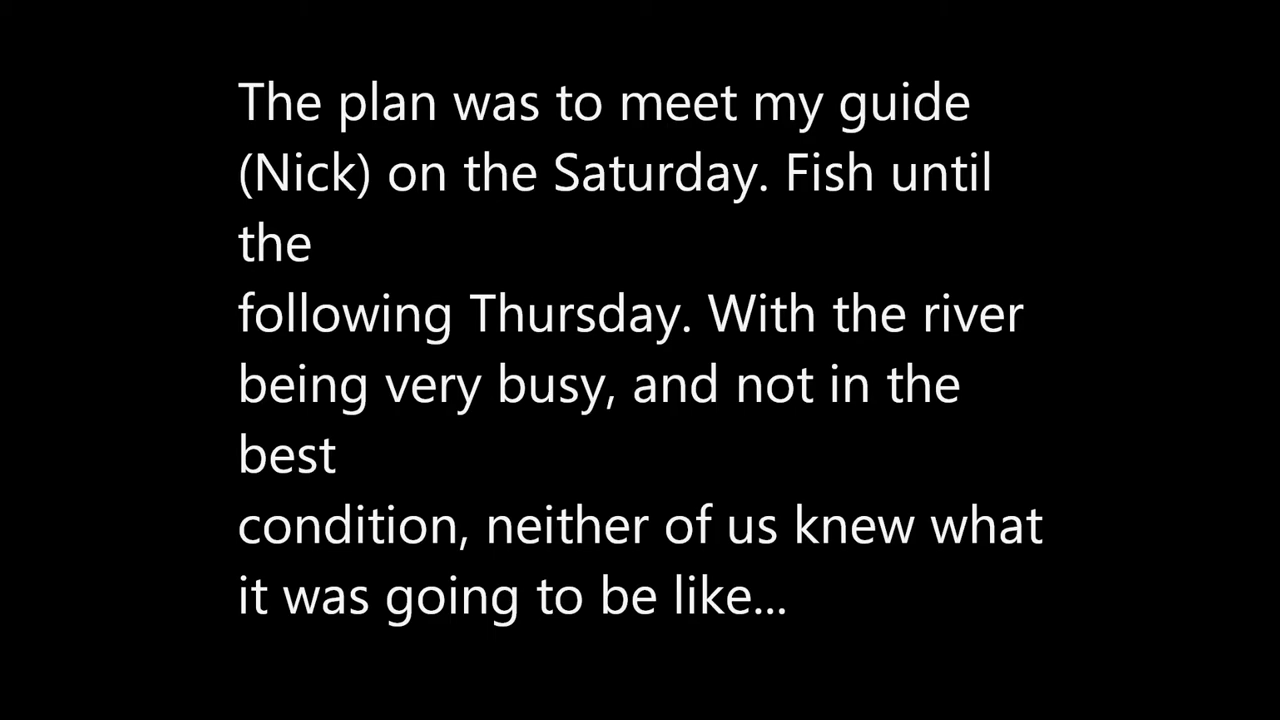 The plan was to meet my guide
(Nick) on the Saturday. Fish until
the
following Thursday. With the river
being very busy, and not in the
best
condition, neither of us knew what
it was going to be like...